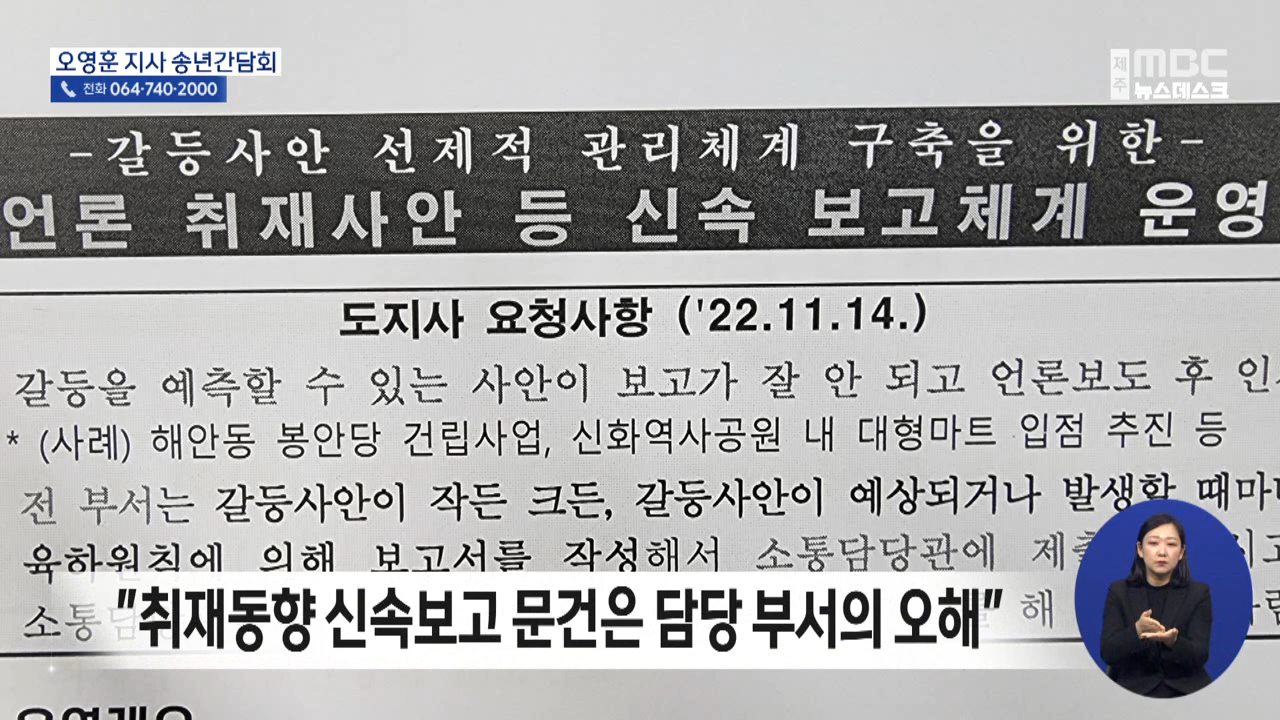 오영훈 지사 송년간담회
전화 064-740-2000
제주 MBC
뉴스데스크
-갈등사안 선제적 관리체계 구축을 위한-
언론 취재사안 등 신속 보고체계 운영
도지사 요청사항 ('22.11.14.)
갈등을 예측할 수 있는 사안이 보고가 잘 안 되고 언론보도 후
* (사례) 해안동 봉안당 건립사업, 신화역사공원 내 대형마트 입점 추진 등
전 부서는 갈등사안이 작든 크든, 갈등사안이 예상되거나 발생할 때마다
육하원칙에 의해 보고서를 작성해서 소통담당관에
해
"취재동향 신속보고 문건은 담당 부서의 오해"